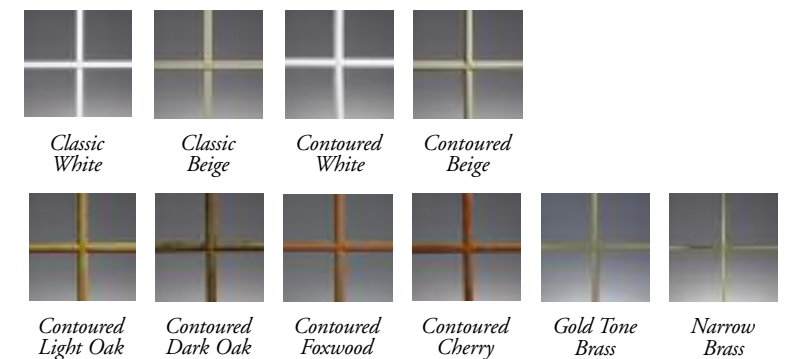 Classic
White
Classic
Beige
Contoured
White
Contoured
Beige
Contoured
Light Oak
Contoured
Dark Oak
Contoured
Foxwood
Contoured
Cherry
Gold Tone
Brass
Narrow
Brass